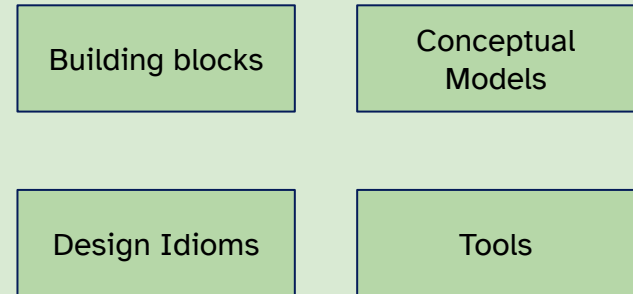 Building blocks
Conceptual
Models
Design Idioms
Tools